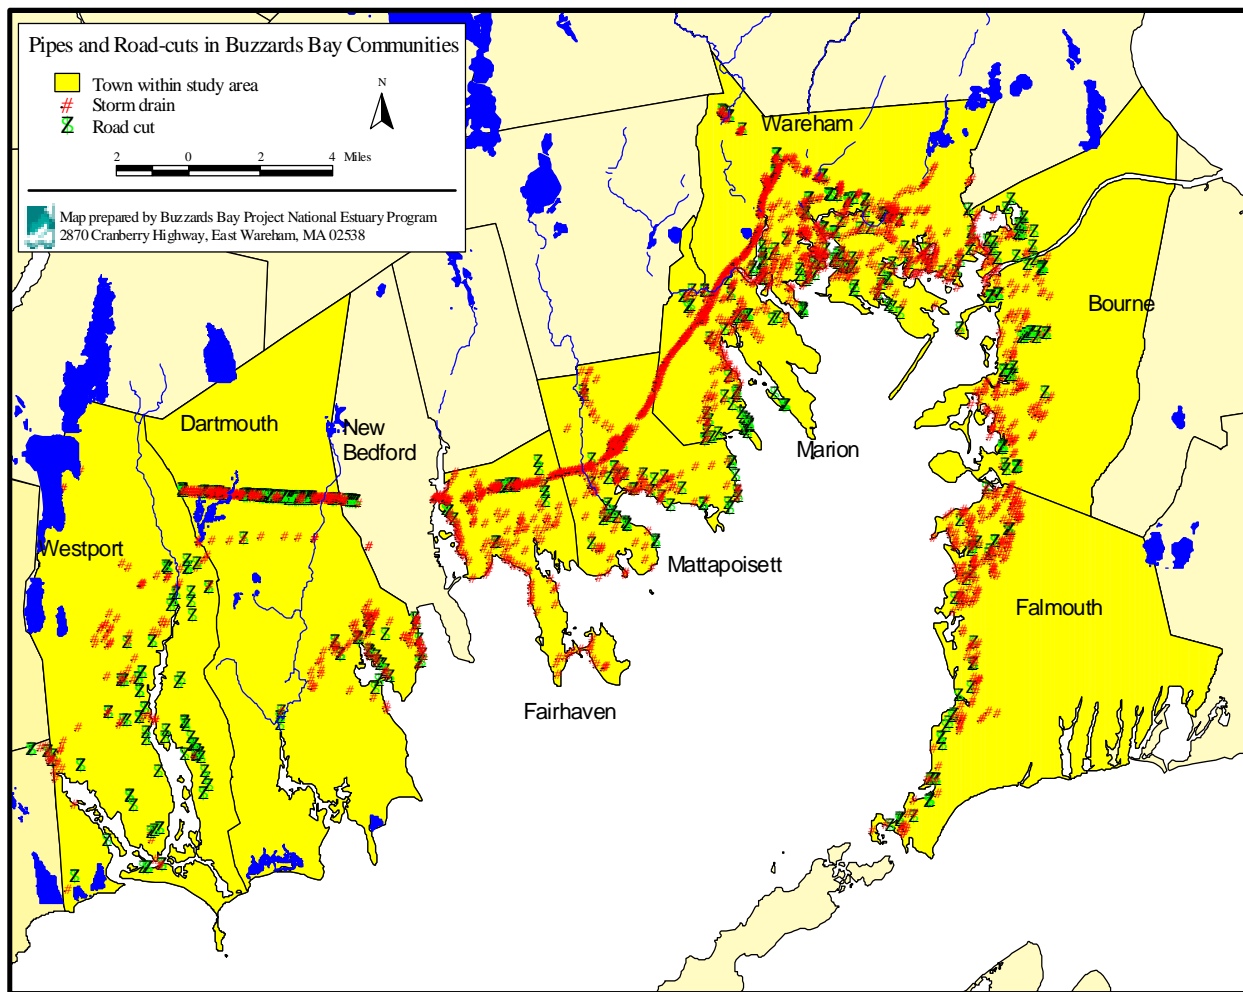 Pipes and Road-cuts in Buzzards Bay Communities
Town within study area
# Storm drain
Z Road cut
N
2 0 2 4 Miles
Map prepared by Buzzards Bay Project National Estuary Program
2870 Cranberry Highway, East Wareham, MA 02538
Wareham
Bourne
Dartmouth
New
Bedford
Marion
Westport
Mattapoisett
Falmouth
Fairhaven